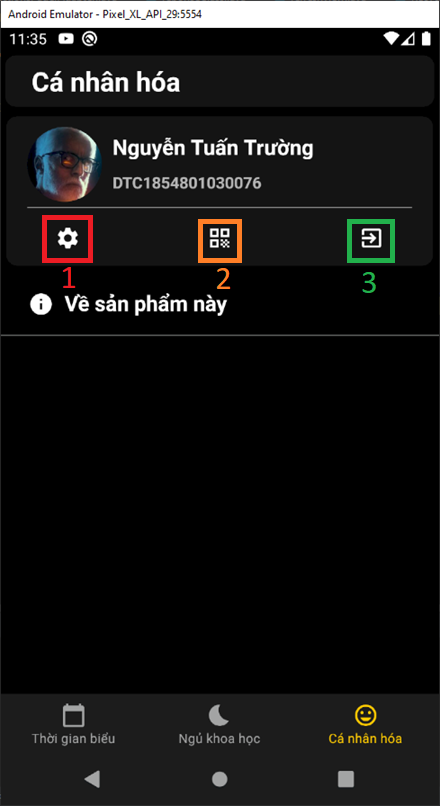 Android Emulator - Pixel_XL_API_29:5554
11:35
Cá nhân hóa
Nguyễn Tuấn Trường
DTC1854801030076
1 2 3
Về sản phẩm này
Thời gian biểu Ngủ khoa học Cá nhân hóa